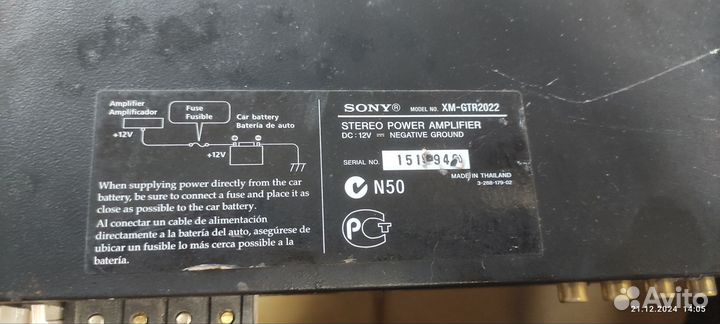 Amplifier
Amplificador
Fuse
Fusible
Car battery
Batería de auto
+12V
+12V
When supplying power directly from the car
battery, be sure to connect a fuse and place it as
close as possible to the car battery.
Al conectar un cable de alimentación
directamente a la batería del auto, asegúrese de
ubicar un fusible lo más cerca possible a la
batería.
SONY® MODEL NO. XM-GTR2022
STEREO POWER AMPLIFIER
DC: 12V NEGATIVE GROUND
SERIAL NO.
MADE IN THAILAND
3-288-179-02
N50
Avito
21.12.2024 14:05